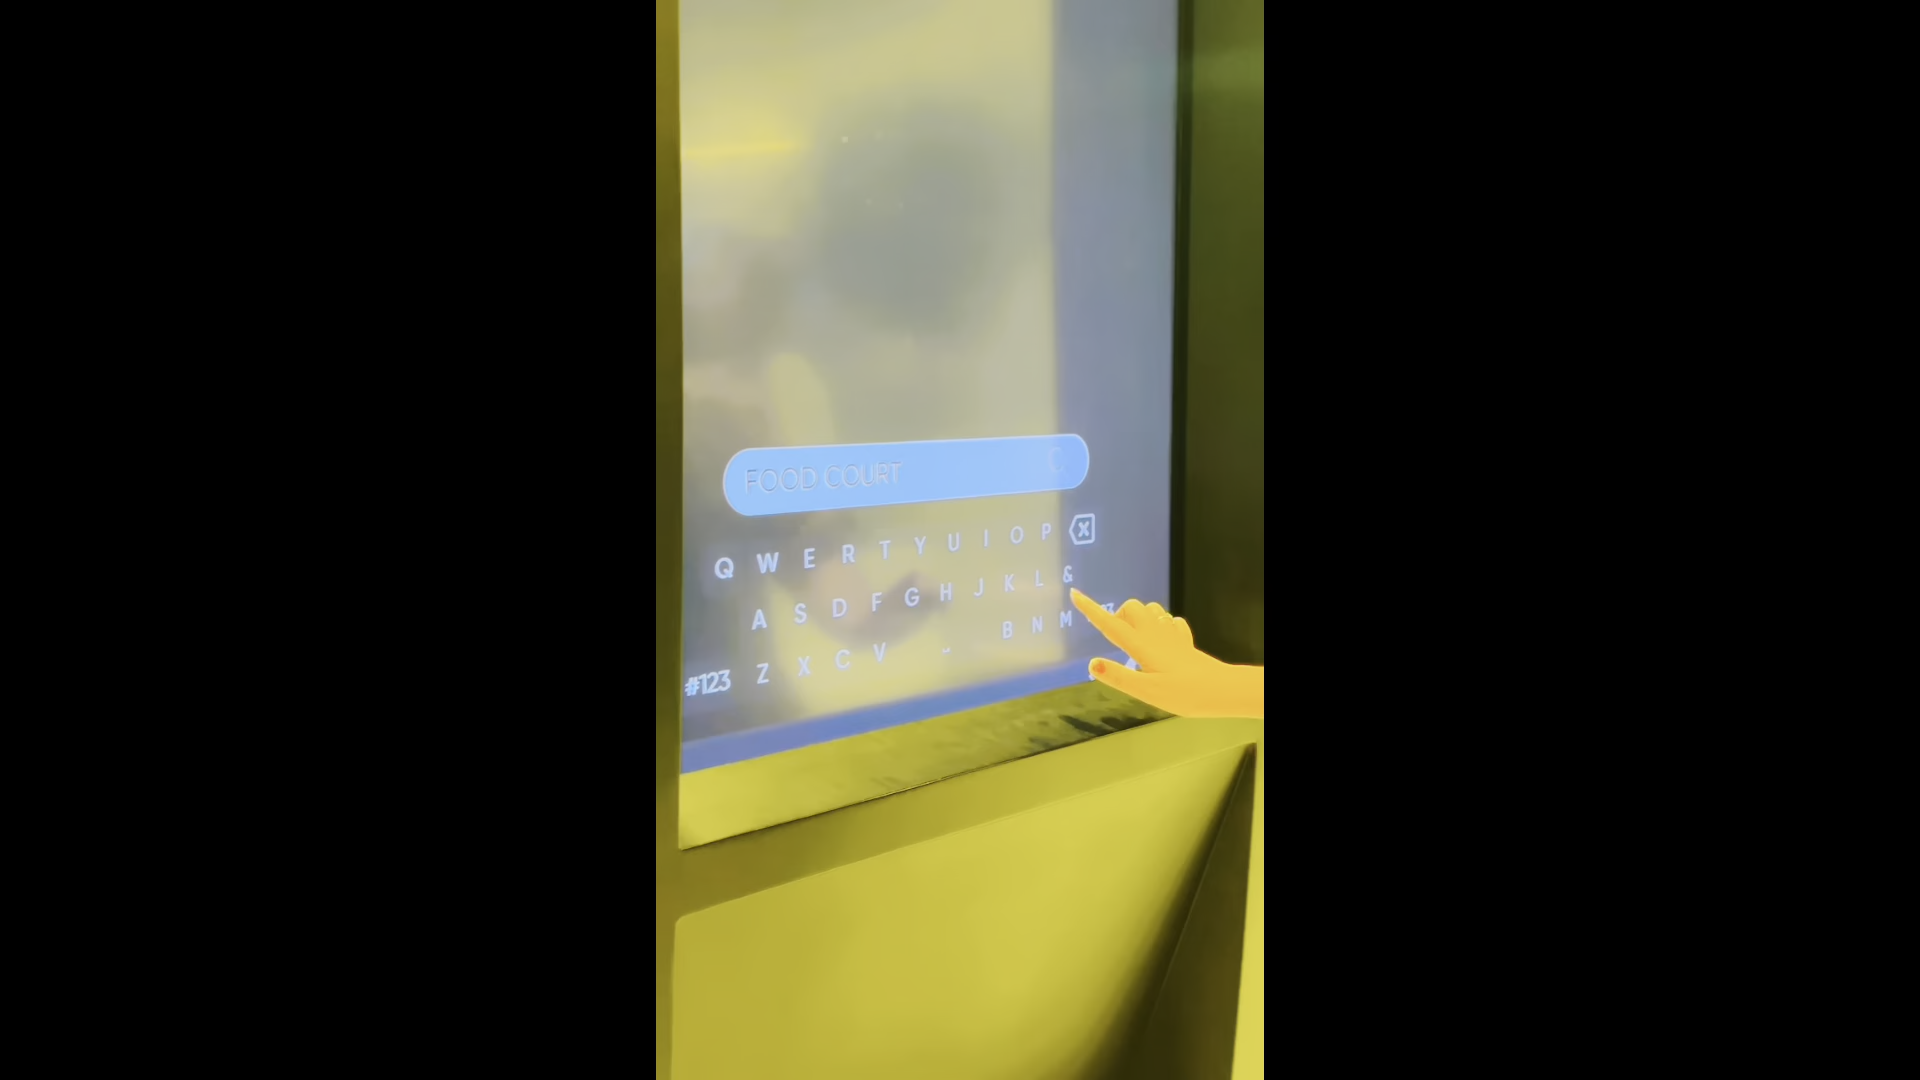 FOOD COURT
Q W E R T Y U I O P
A S D F G H J K L &
#123 Z X C V B N M